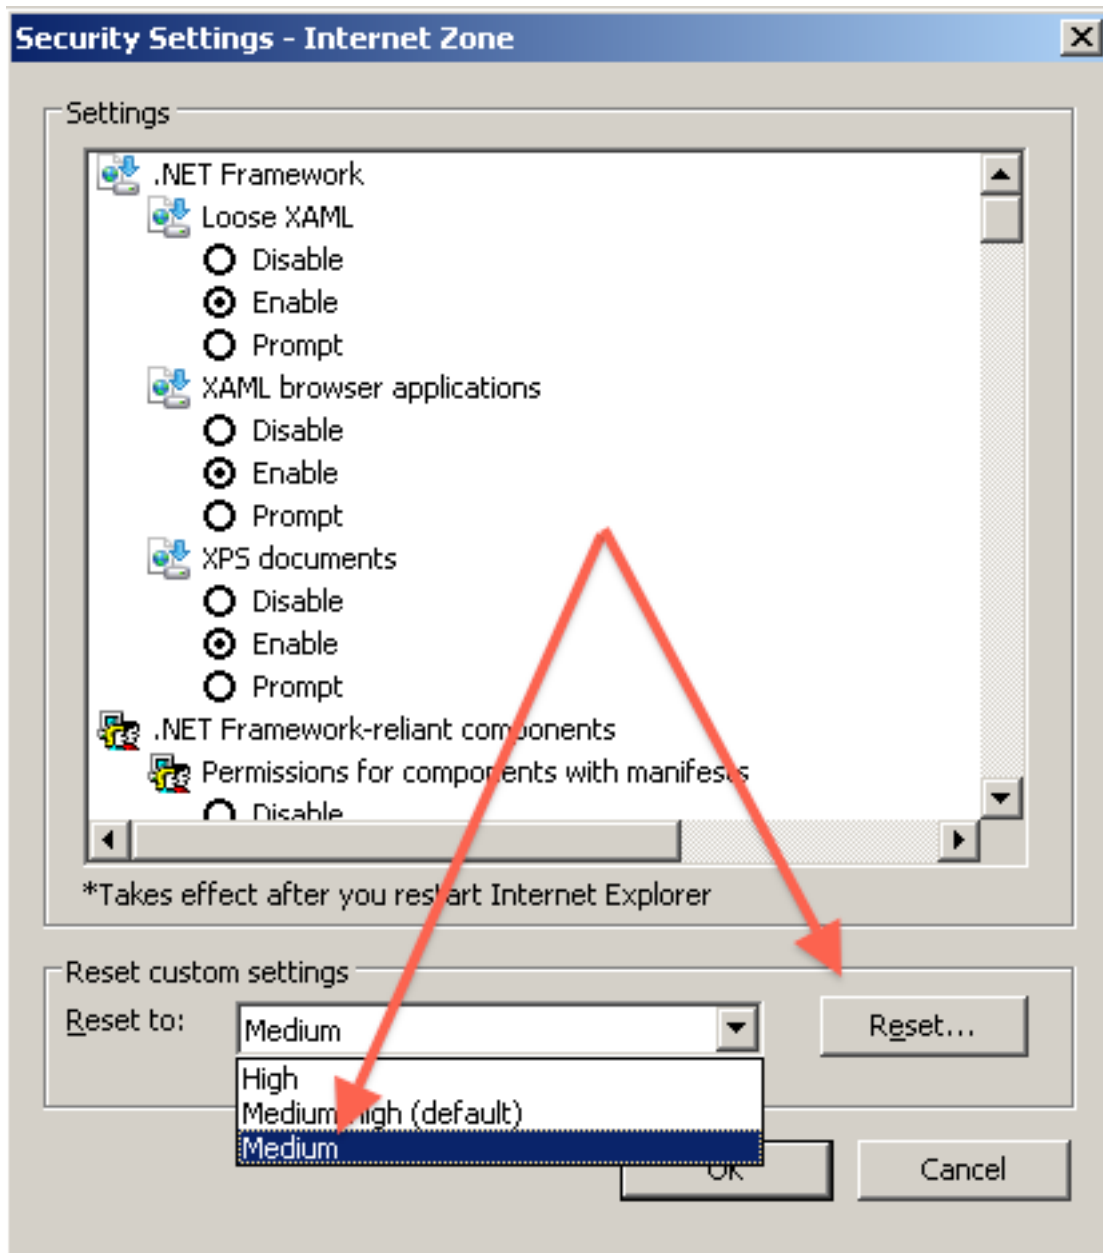 Security Settings - Internet Zone
Settings
.NET Framework
Loose XAML
Disable
Enable
Prompt
XAML browser applications
Disable
Enable
Prompt
XPS documents
Disable
Enable
Prompt
.NET Framework-reliant components
Permissions for components with manifests
Disable
*Takes effect after you restart Internet Explorer
Reset custom settings
Reset to:
Medium
Reset...
High
Medium-high (default)
Medium
OK
Cancel